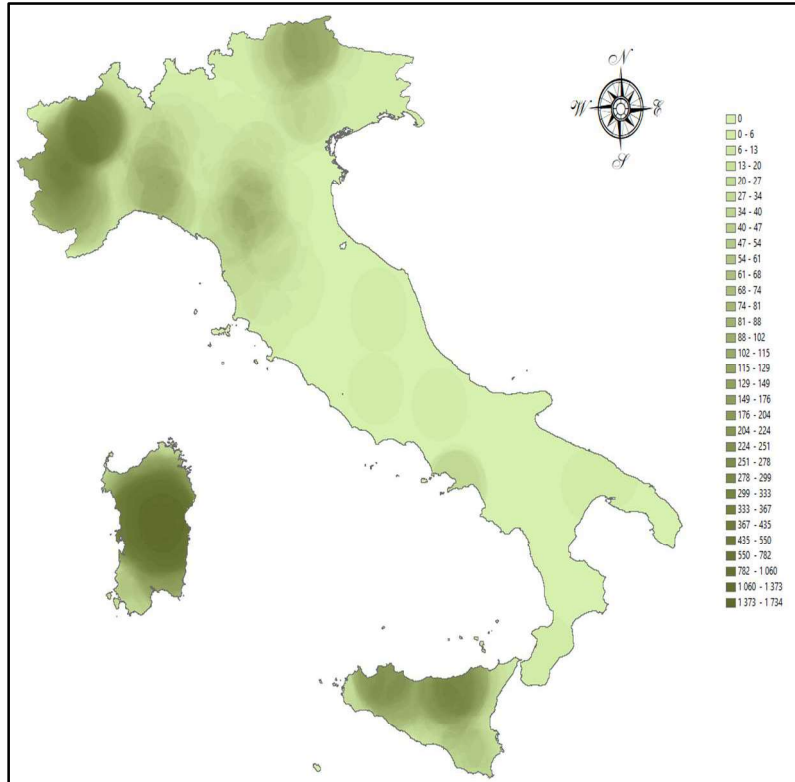 N
W E
S
0
0 - 6
6 - 13
13 - 20
20 - 27
27 - 34
34 - 40
40 - 47
47 - 54
54 - 61
61 - 68
68 - 74
74 - 81
81 - 88
88 - 102
102 - 115
115 - 129
129 - 149
149 - 176
176 - 204
204 - 224
224 - 251
251 - 278
278 - 299
299 - 333
333 - 367
367 - 435
435 - 550
550 - 782
782 - 1 060
1 060 - 1 373
1 373 - 1 734